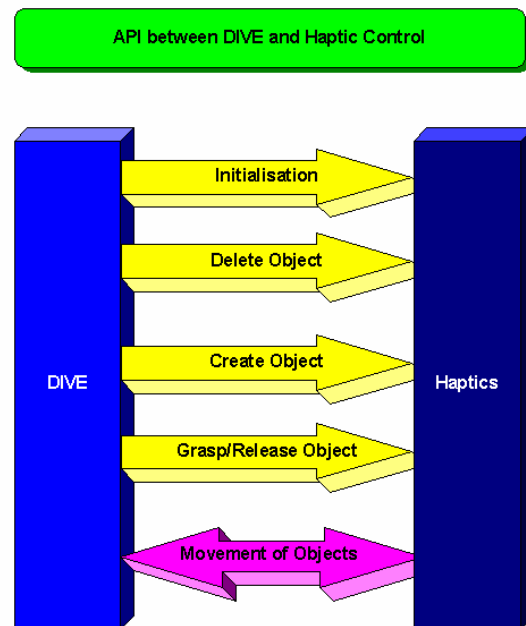 API between DIVE and Haptic Control
Initialisation
Delete Object
Create Object
DIVE
Haptics
Grasp/Release Object
Movement of Objects